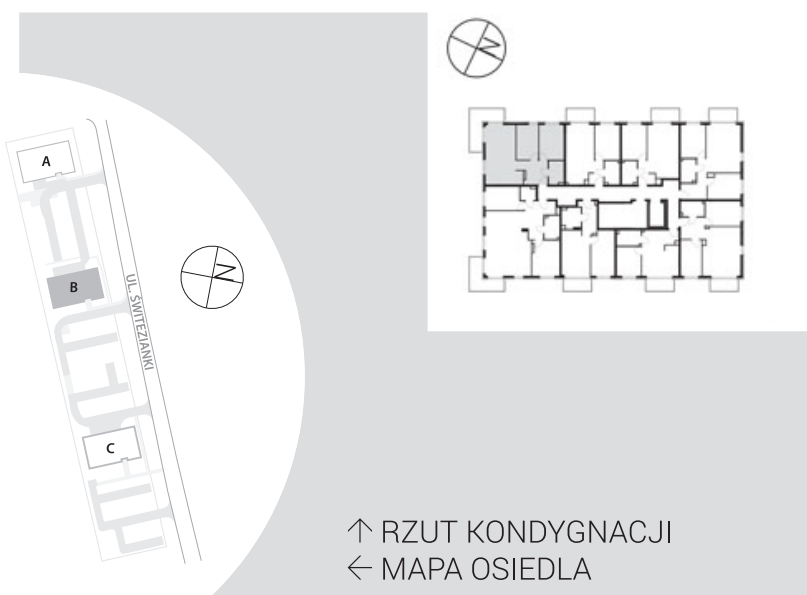 N
A
B
N
UL. ŚWITEZIANKI
C
↑ RZUT KONDYGNACJI
← MAPA OSIEDLA